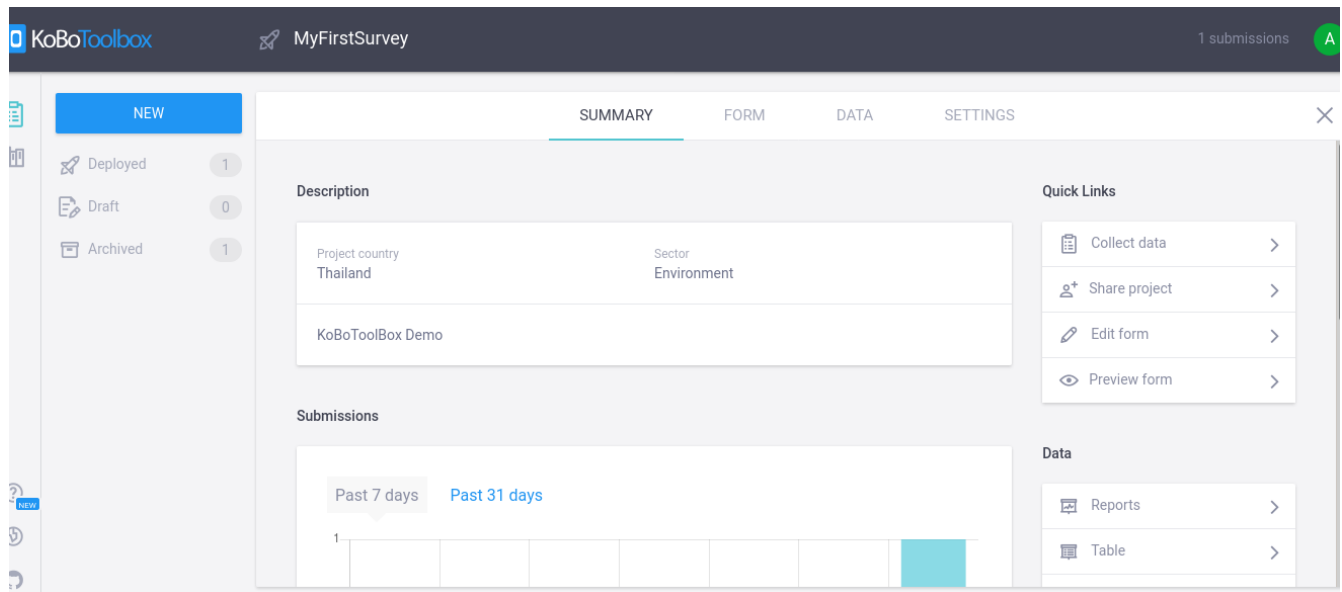 KoBoToolbox
MyFirstSurvey
1 submissions
A
NEW
Deployed 1
Draft 0
Archived 1
NEW
SUMMARY FORM DATA SETTINGS
Description
Project country
Thailand
Sector
Environment
KoBoToolBox Demo
Submissions
Past 7 days Past 31 days
1
Quick Links
Collect data
Share project
Edit form
Preview form
Data
Reports
Table